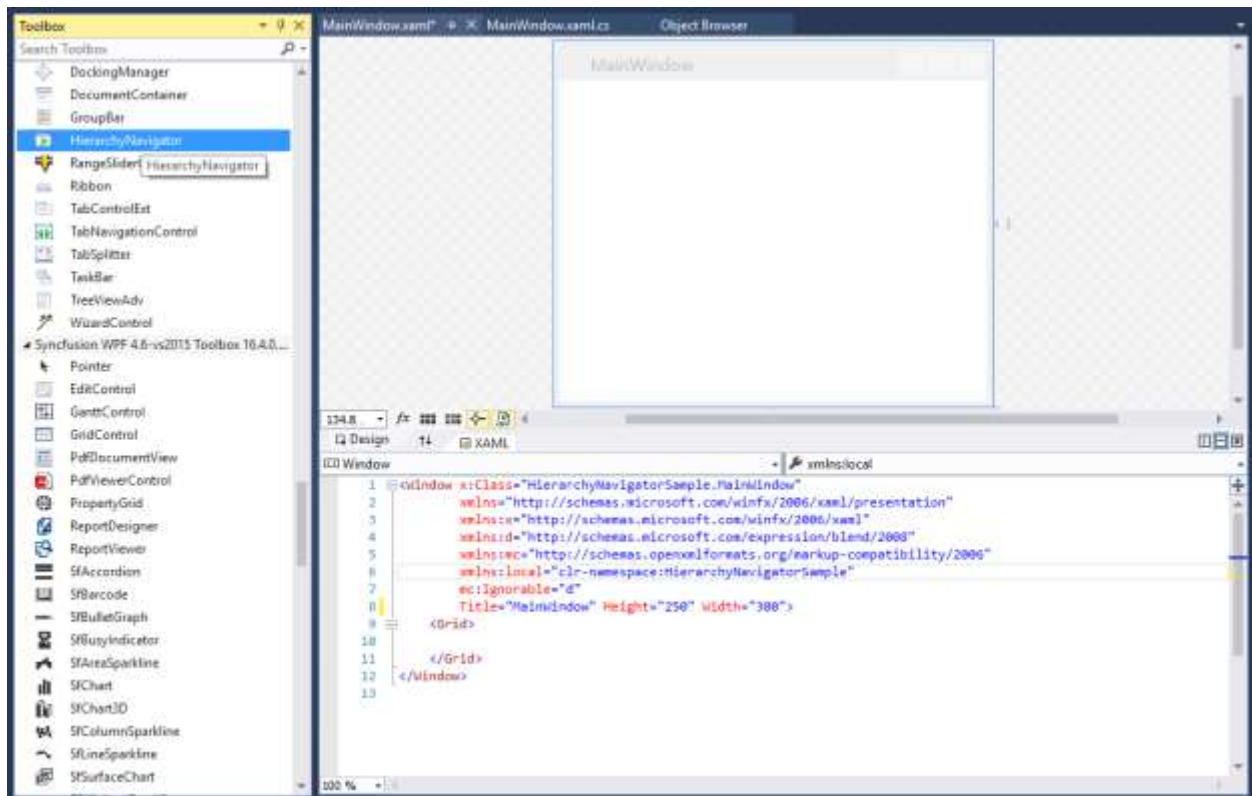 Toolbox
Search Toolbox
DockingManager
DocumentContainer
GroupBar
HierarchyNavigator
RangeSlider
HierarchyNavigator
Ribbon
TabControlExt
TabNavigationControl
TabSplitter
TaskBar
TreeViewAdv
WizardControl
Syncfusion WPF 4.6-vs2015 Toolbox 16.4.0....
Pointer
EditControl
GanttControl
GridControl
PdfDocumentView
PdfViewerControl
PropertyGrid
ReportDesigner
ReportViewer
SfAccordion
SfBarcode
SfBulletGraph
SfBusyIndicator
SfAreaSparkline
SfChart
SfChart3D
SfColumnSparkline
SfLineSparkline
SfSurfaceChart
MainWindow.xaml* MainWindow.xaml.cs Object Browser
MainWindow
134.8 fx
Design XAML
Window xmlns:local
1 <Window x:Class="HierarchyNavigatorSample.MainWindow"
2 xmlns="http://schemas.microsoft.com/winfx/2006/xaml/presentation"
3 xmlns:x="http://schemas.microsoft.com/winfx/2006/xaml"
4 xmlns:d="http://schemas.microsoft.com/expression/blend/2008"
5 xmlns:mc="http://schemas.openxmlformats.org/markup-compatibility/2006"
6 xmlns:local="clr-namespace:HierarchyNavigatorSample"
7 mc:Ignorable="d"
8 Title="MainWindow" Height="250" Width="300">
9 <Grid>
10
11 </Grid>
12 </Window>
13
100 %